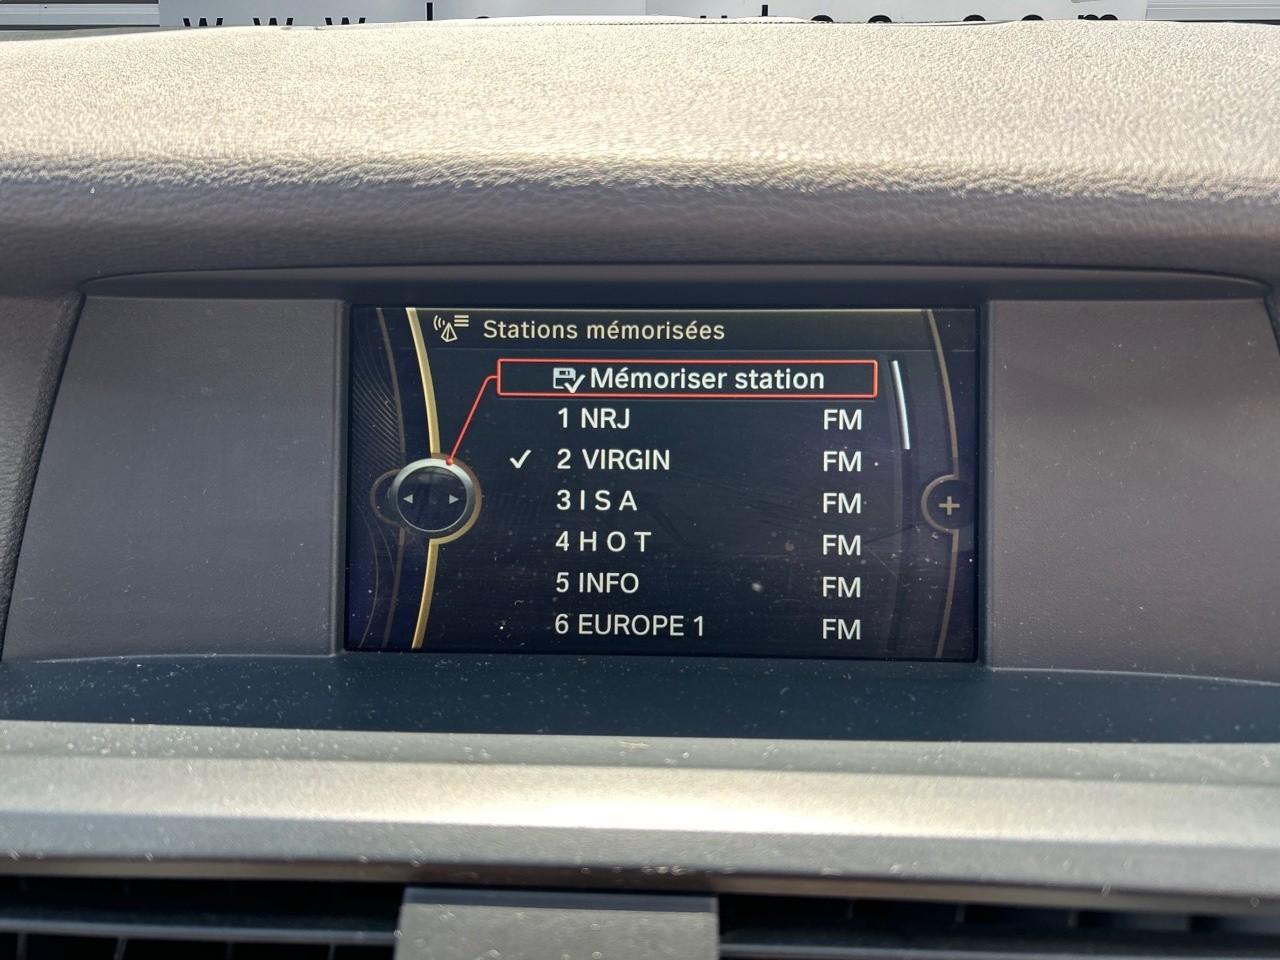 Stations mémorisées
Mémoriser station
1 NRJ FM
2 VIRGIN FM
3 I S A FM
4 H O T FM
5 INFO FM
6 EUROPE 1 FM